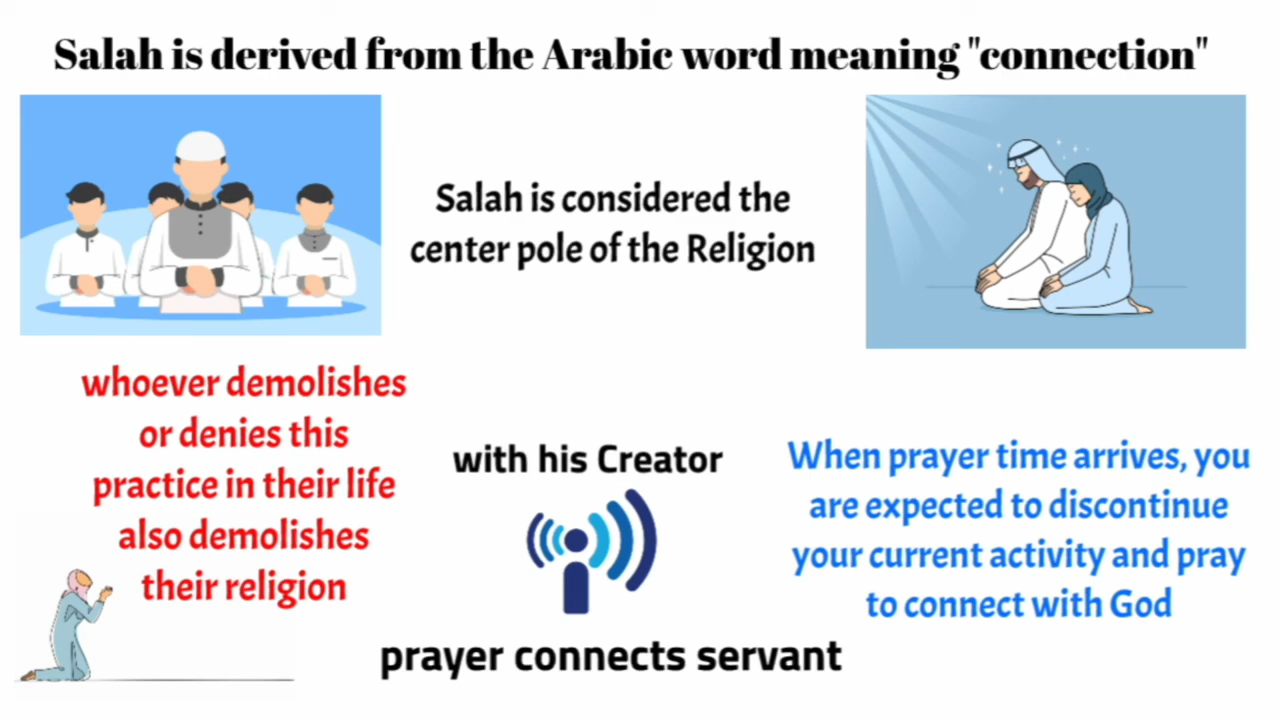 Salah is derived from the Arabic word meaning "connection"
Salah is considered the
center pole of the Religion
whoever demolishes
or denies this
practice in their life
also demolishes
their religion
with his Creator
prayer connects servant
When prayer time arrives, you
are expected to discontinue
your current activity and pray
to connect with God